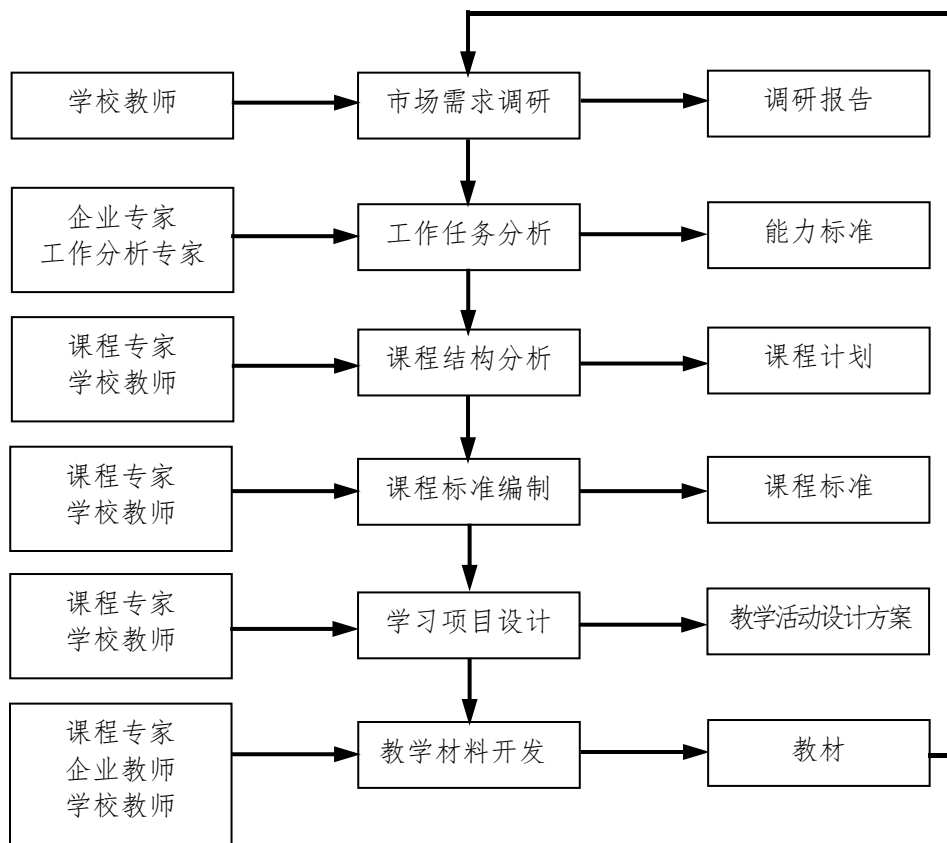 学校教师
市场需求调研
调研报告
企业专家
工作分析专家
工作任务分析
能力标准
课程专家
学校教师
课程结构分析
课程计划
课程专家
学校教师
课程标准编制
课程标准
课程专家
学校教师
学习项目设计
教学活动设计方案
课程专家
企业教师
学校教师
教学材料开发
教材